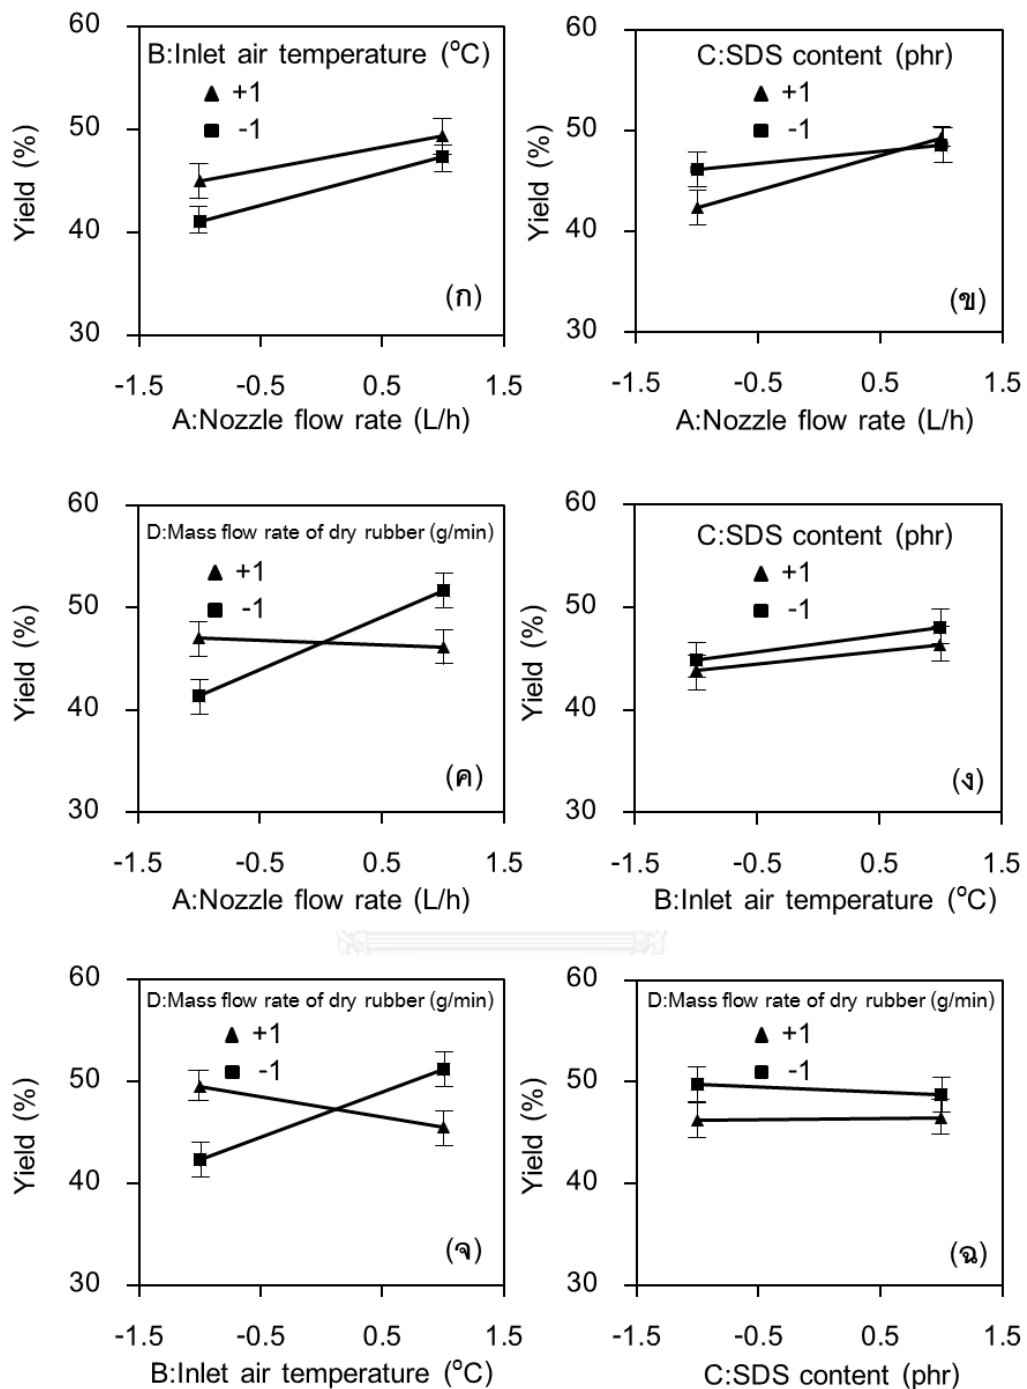 60
B:Inlet air temperature (°C)
▲ +1
■ -1
50
40
30
Yield (%)
(ก)
-1.5 -0.5 0.5 1.5
A:Nozzle flow rate (L/h)
60
C:SDS content (phr)
▲ +1
■ -1
50
40
30
Yield (%)
(ข)
-1.5 -0.5 0.5 1.5
A:Nozzle flow rate (L/h)
60
D:Mass flow rate of dry rubber (g/min)
▲ +1
■ -1
50
40
30
Yield (%)
(ค)
-1.5 -0.5 0.5 1.5
A:Nozzle flow rate (L/h)
60
C:SDS content (phr)
▲ +1
■ -1
50
40
30
Yield (%)
(ง)
-1.5 -0.5 0.5 1.5
B:Inlet air temperature (°C)
60
D:Mass flow rate of dry rubber (g/min)
▲ +1
■ -1
50
40
30
Yield (%)
(จ)
-1.5 -0.5 0.5 1.5
B:Inlet air temperature (°C)
60
D:Mass flow rate of dry rubber (g/min)
▲ +1
■ -1
50
40
30
Yield (%)
(ฉ)
-1.5 -0.5 0.5 1.5
C:SDS content (phr)